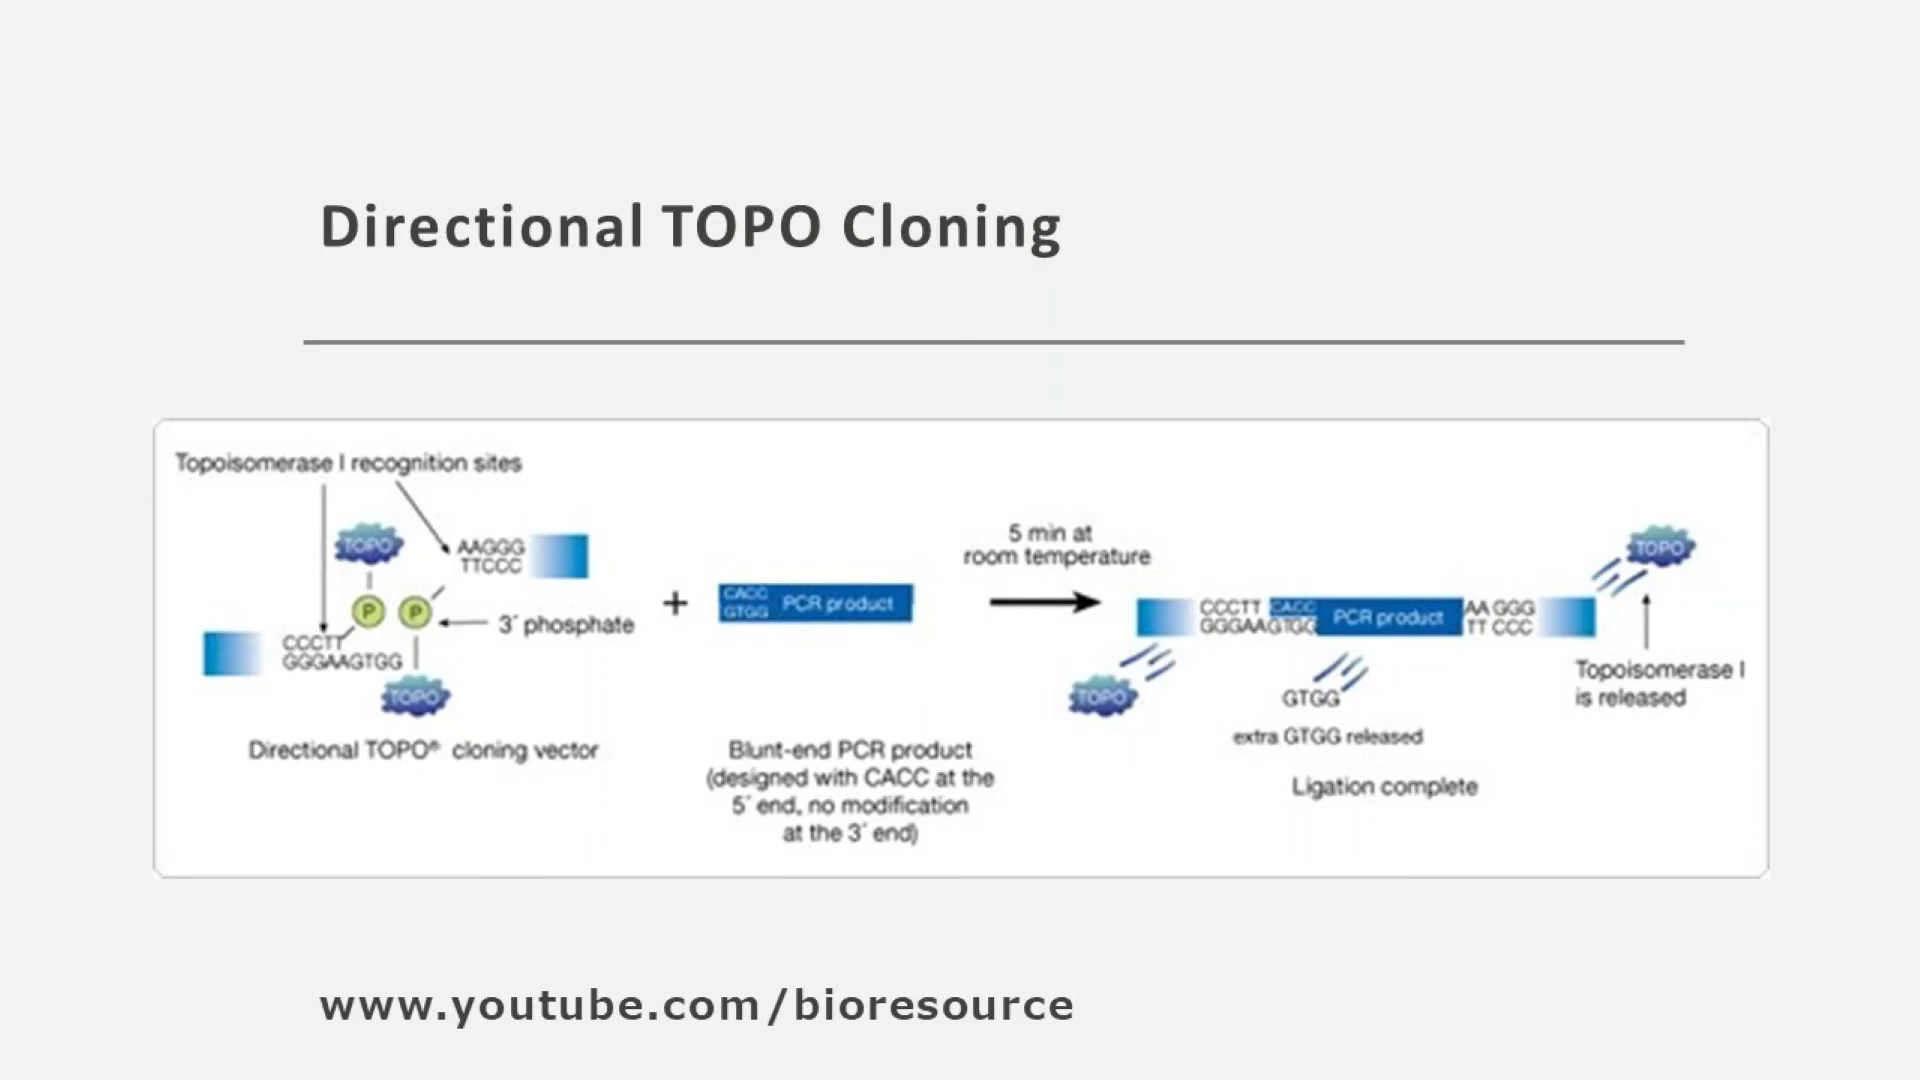 Directional TOPO Cloning
Topoisomerase I recognition sites
TOPO
AAGGG
TTCCC
P
P
3´ phosphate
CCCTT
GGGAAGTGG
TOPO
Directional TOPO® cloning vector
+
CACC
GTGG
PCR product
Blunt-end PCR product
(designed with CACC at the
5´ end, no modification
at the 3´ end)
5 min at
room temperature
CCCTT CACC PCR product AA GGG
GGGAAGTGG TT CCC
TOPO
GTGG
extra GTGG released
Ligation complete
TOPO
Topoisomerase I
is released
www.youtube.com/bioresource